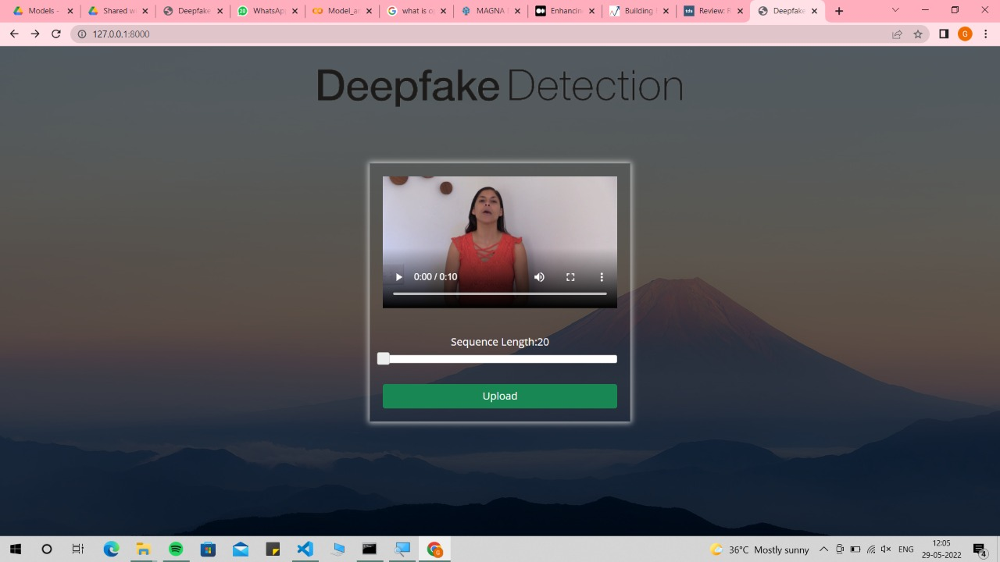 Models -
Shared w
Deepfake
WhatsApp
Model_a
what is o
MAGNA
Enhancin
Building
Review: R
Deepfake
127.0.0.1:8000
G
Deepfake Detection
0:00 / 0:10
Sequence Length:20
Upload
36°C Mostly sunny
ENG
12:05
29-05-2022
4